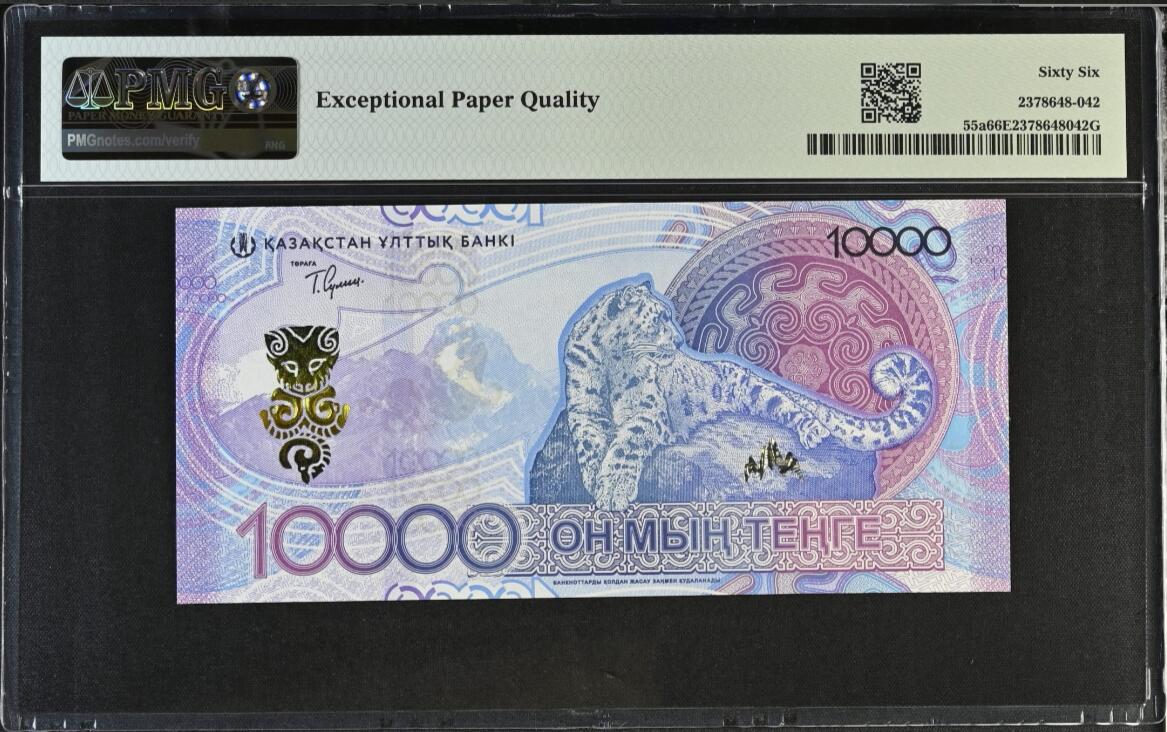 PMG
PAPER MONEY GUARANTY
PMGnotes.com/verify
PNG
Exceptional Paper Quality
Sixty Six
2378648-042
55a66E2378648042G
ҚАЗАҚСТАН ҰЛТТЫҚ БАНКІ
ТӨРАҒА
10000
10000 ОН МЫҢ ТЕҢГЕ
БАНКНОТТАРДЫ ҚОЛДАН ЖАСАУ ЗАҢМЕН ҚУДАЛАНАДЫ